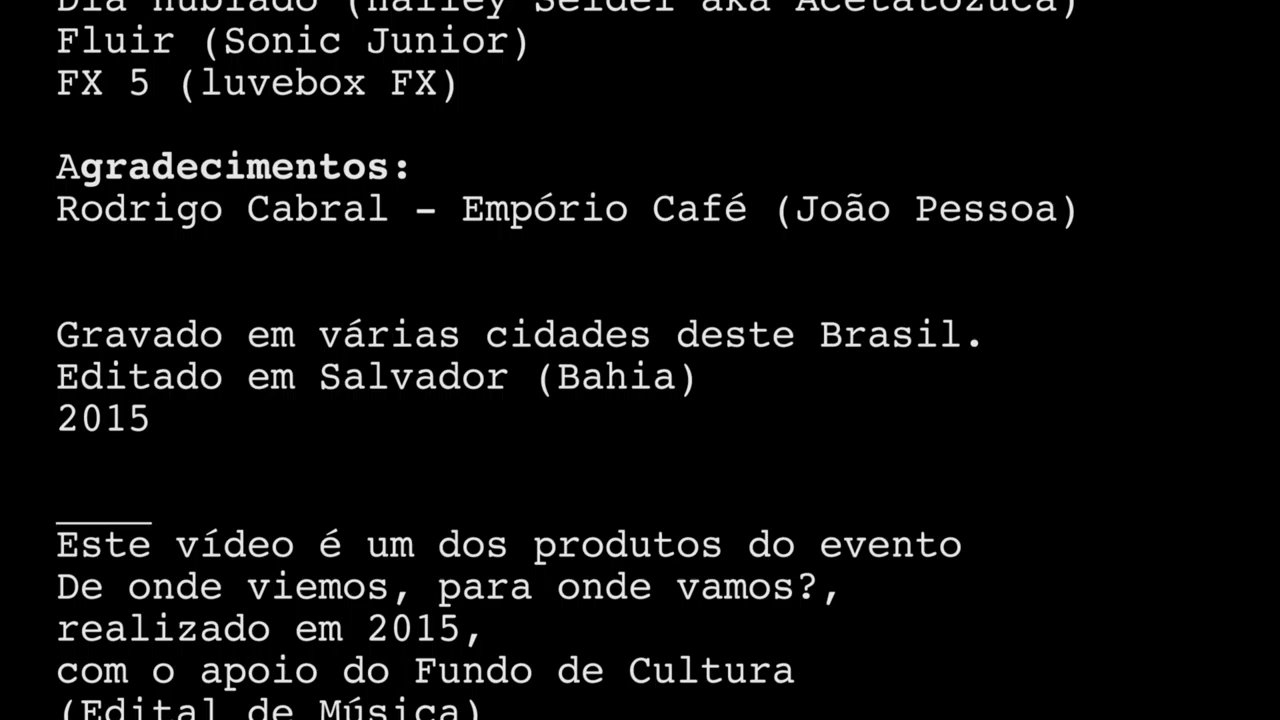 Dia nublado (Harley Selder aka Acetatozuca)
Fluir (Sonic Junior)
FX 5 (luvebox FX)
Agradecimentos:
Rodrigo Cabral – Empório Café (João Pessoa)
Gravado em várias cidades deste Brasil.
Editado em Salvador (Bahia)
2015
____
Este vídeo é um dos produtos do evento
De onde viemos, para onde vamos?,
realizado em 2015,
com o apoio do Fundo de Cultura
(Edital de Música)